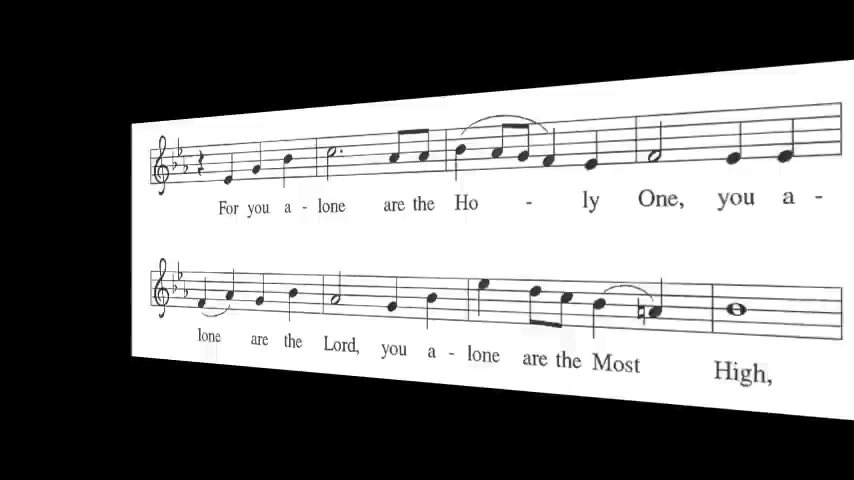 For you a - lone are the Ho - ly One, you a -
lone are the Lord, you a - lone are the Most High,